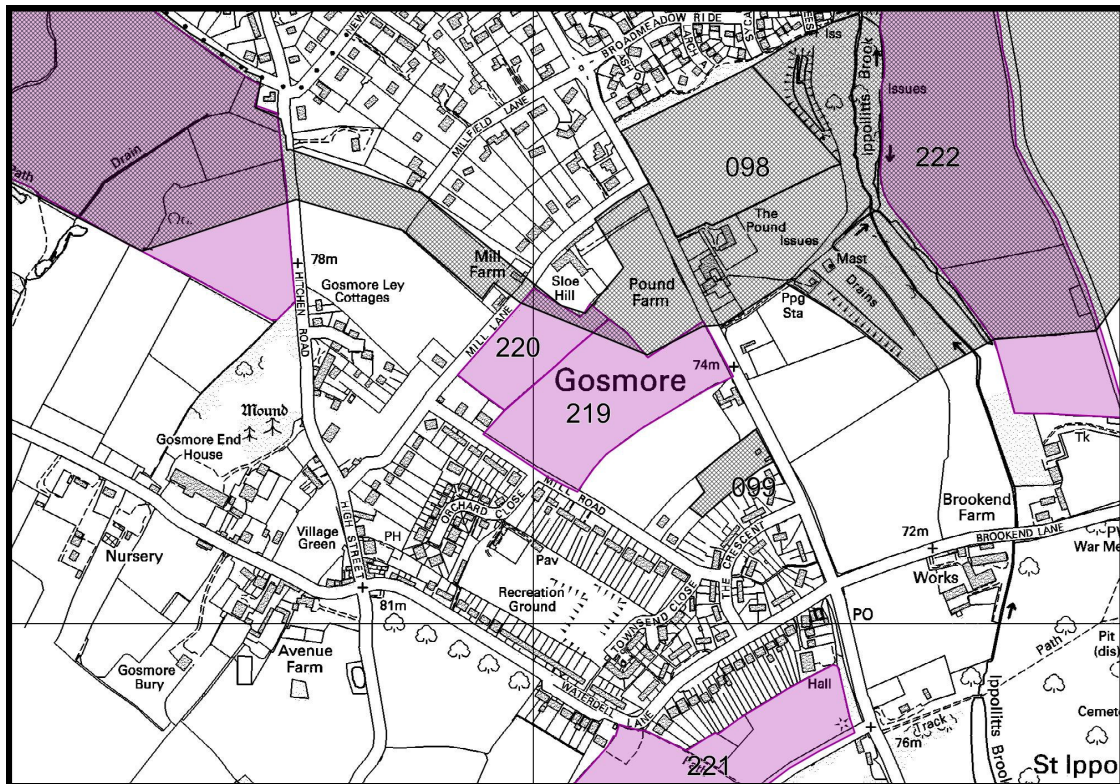 BROADMEADOW RIDE
Iss
Ippollitts Brook
Issues
222
MILLFIELD LANE
098
Drain
Path
The
Pound
Issues
Mast
78m
Mill
Farm
Sloe
Hill
Pound
Farm
Gosmore Ley
Cottages
Ppg
Sta
Drains
HITCHEN ROAD
MILL LANE
220
74m
Gosmore
219
Mound
Gosmore End
House
Tk
MILL ROAD
099
ORCHARD CLOSE
Brookend
Farm
HIGH STREET
Village
Green
PH
Nursery
Pav
THE CRESCENT
72m
BROOKEND LANE
War Me
Works
Recreation
Ground
TOWNSEND CLOSE
81m
PO
Avenue
Farm
Gosmore
Bury
Pit
(dis)
Path
WATERDELL
LANE
Hall
Ippollitts Brook
Track
76m
Cemete
221
St Ippo